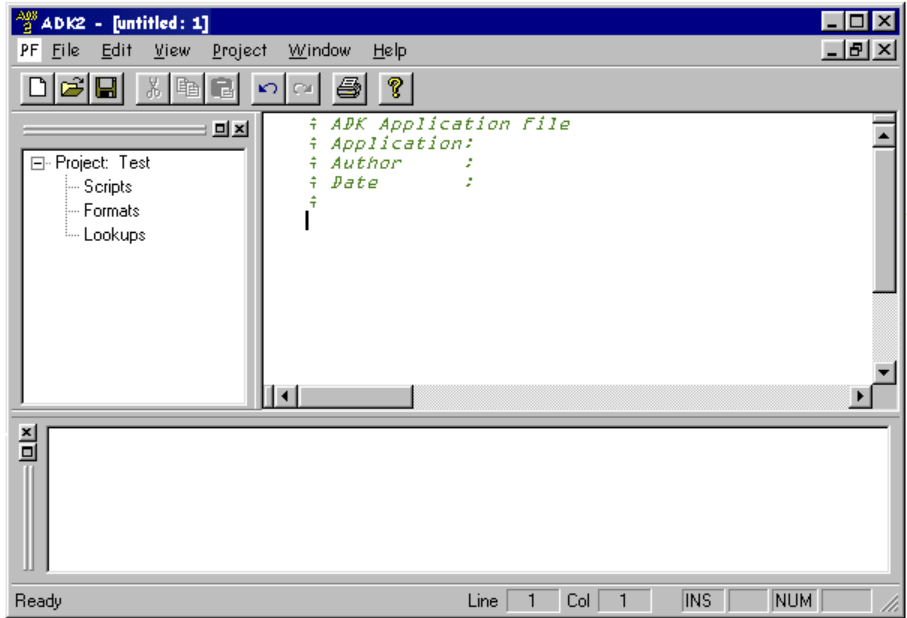 ADK2 - [untitled: 1]
PF File Edit View Project Window Help
Project: Test
Scripts
Formats
Lookups
; ADK Application File
; Application:
; Author :
; Date :
;
Ready Line 1 Col 1 INS NUM